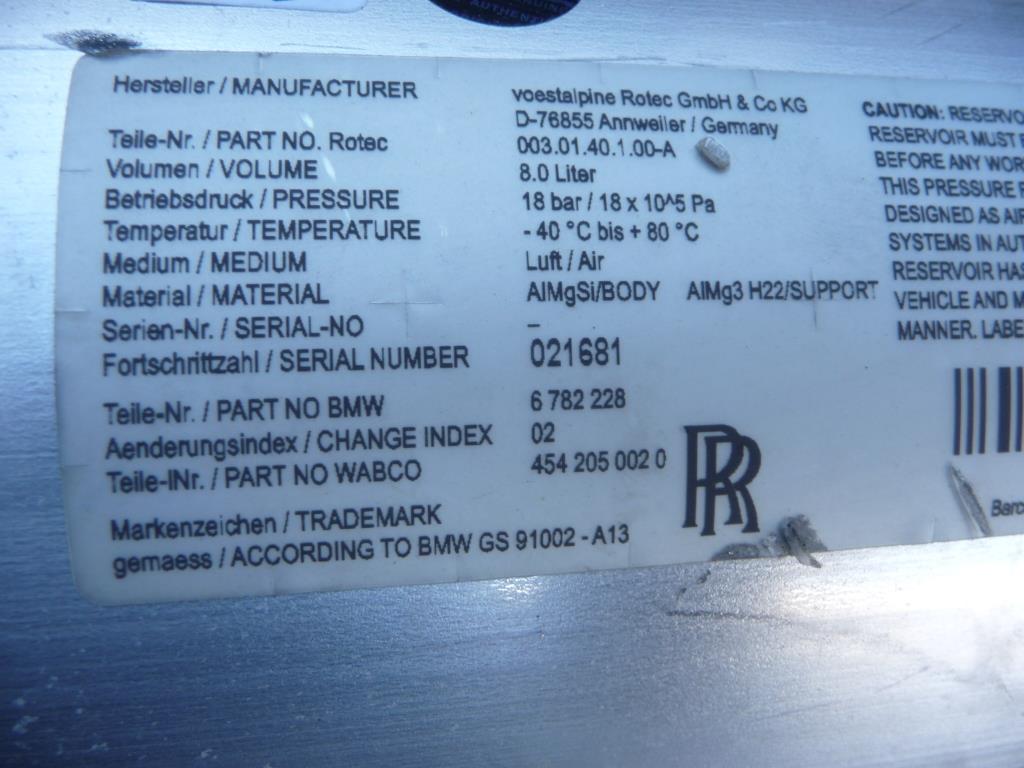 AUTHEN
Hersteller / MANUFACTURER voestalpine Rotec GmbH & Co KG
D-76855 Annweiler / Germany
Teile-Nr. / PART NO. Rotec 003.01.40.1.00-A
Volumen / VOLUME 8.0 Liter
Betriebsdruck / PRESSURE 18 bar / 18 x 10^5 Pa
Temperatur / TEMPERATURE - 40 °C bis + 80 °C
Medium / MEDIUM Luft / Air
Material / MATERIAL AlMgSi/BODY AlMg3 H22/SUPPORT
Serien-Nr. / SERIAL-NO –
Fortschrittzahl / SERIAL NUMBER 021681
Teile-Nr. / PART NO BMW 6 782 228
Aenderungsindex / CHANGE INDEX 02
Teile-INr. / PART NO WABCO 454 205 002 0
Markenzeichen / TRADEMARK
gemaess / ACCORDING TO BMW GS 91002 - A13
RR
CAUTION: RESERVO
RESERVOIR MUST
BEFORE ANY WOR
THIS PRESSURE
DESIGNED AS AIR
SYSTEMS IN AUT
RESERVOIR HAS
VEHICLE AND M
MANNER. LABE
Barc